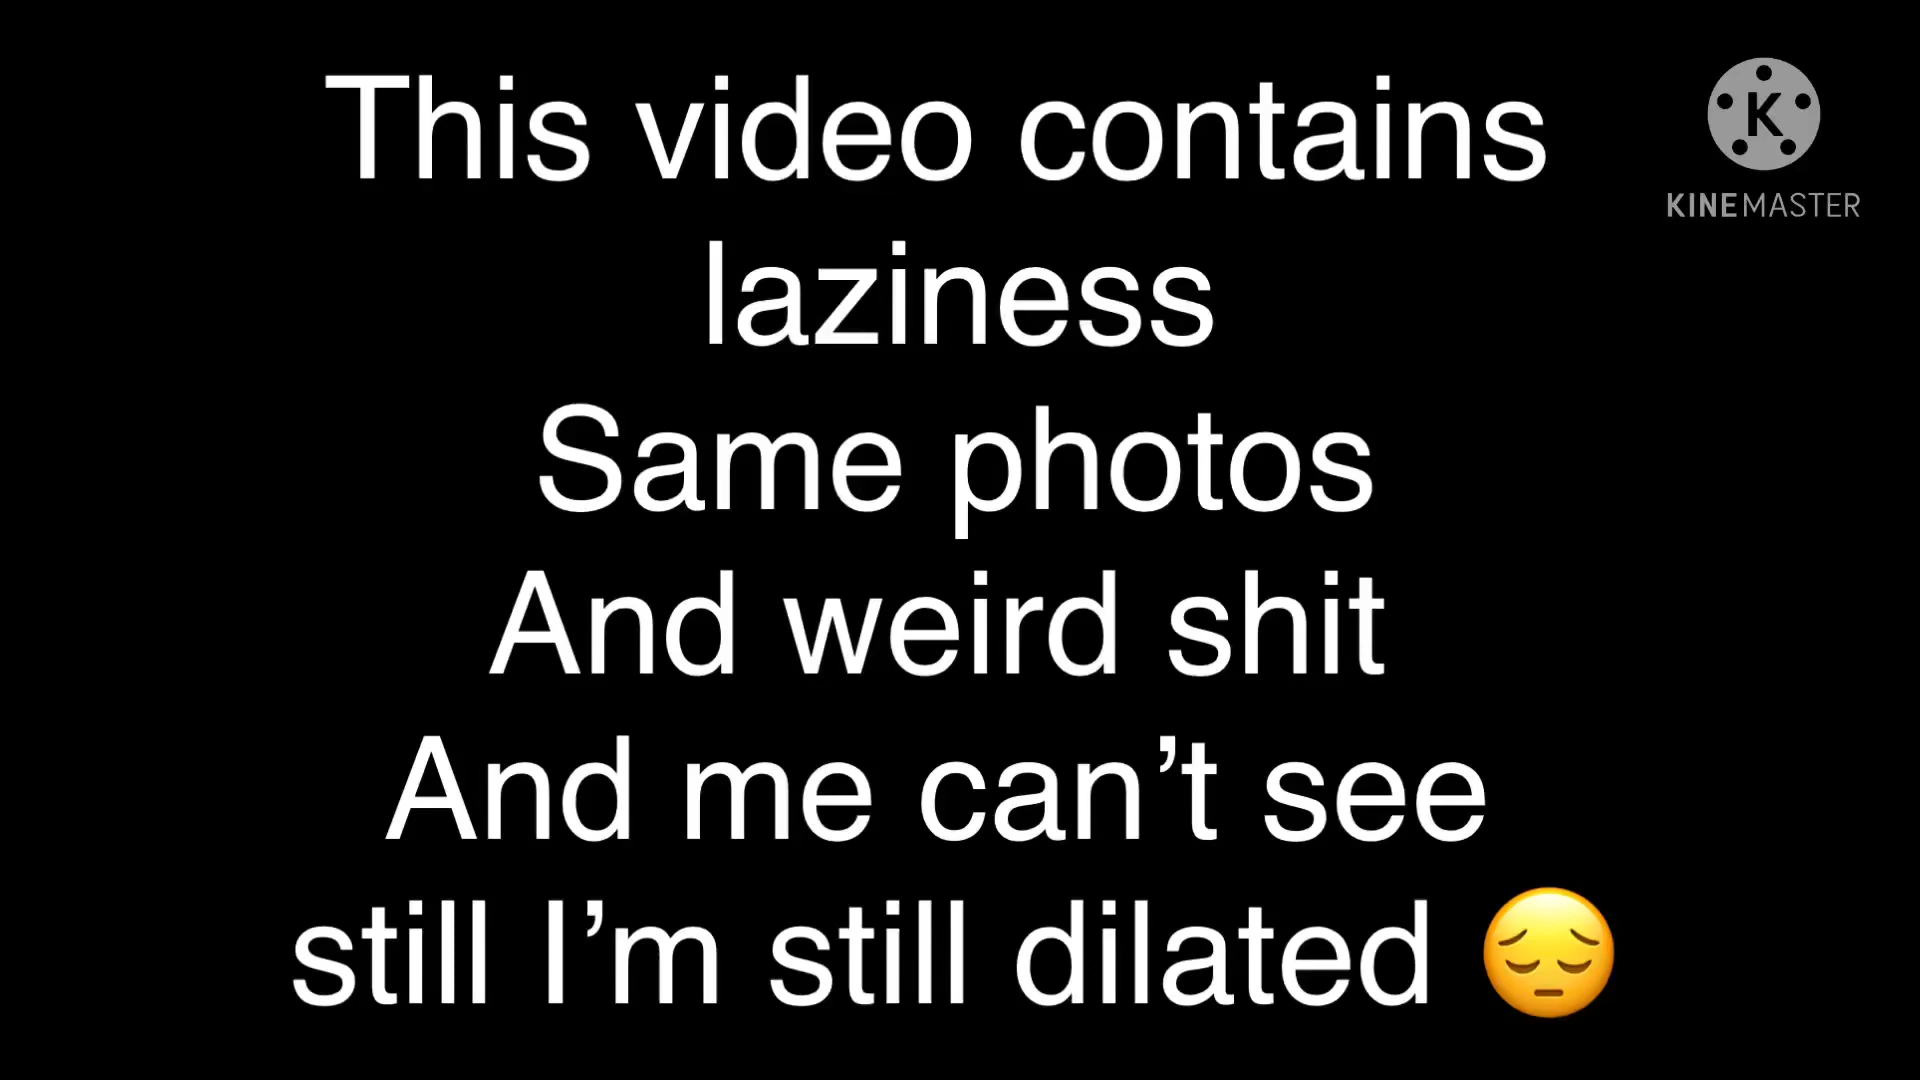 This video contains
laziness
Same photos
And weird shit
And me can’t see
still I’m still dilated 😔
K
KINEMASTER